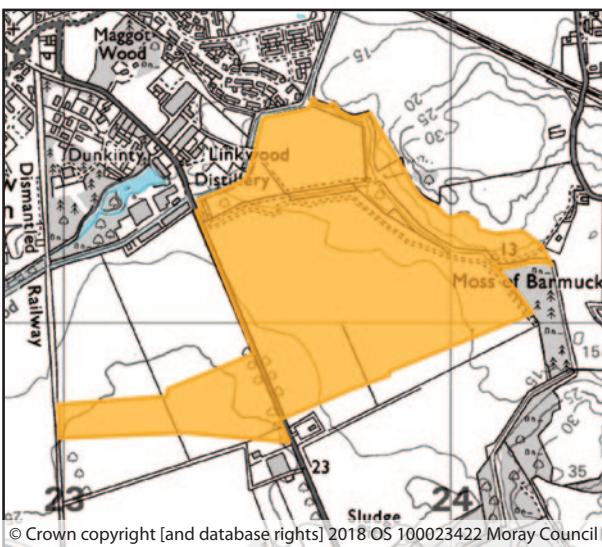 Maggot
Wood
15
20
25
30
Dunkinty
Linkwood
Distillery
Dismantled
Railway
13
Moss of Barmuck
15
25
30
35
23
23
24
Sludge
© Crown copyright [and database rights] 2018 OS 100023422 Moray Council